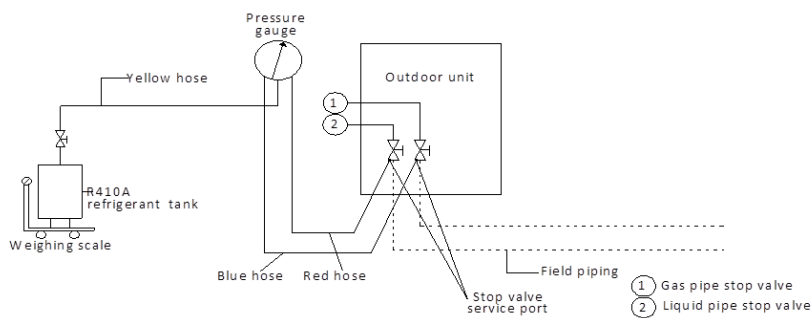 Pressure
gauge
Yellow hose
Outdoor unit
1
2
R410A
refrigerant tank
Weighing scale
Blue hose
Red hose
Stop valve
service port
Field piping
1 Gas pipe stop valve
2 Liquid pipe stop valve